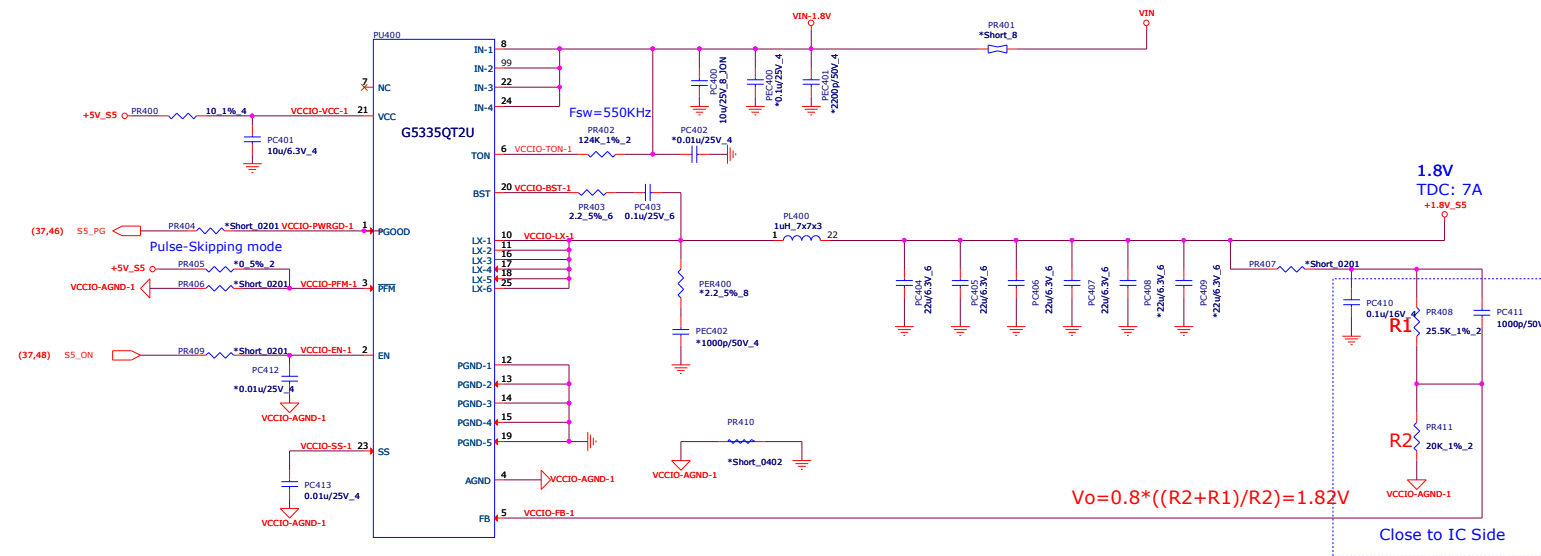 PU400
G5335QT2U
7
NC
+5V_S5
PR400
10_1%_4
VCCIO-VCC-1
21
VCC
PC401
10u/6.3V_4
(37,46)
S5_PG
PR404
*Short_0201
VCCIO-PWRGD-1
1
PGOOD
Pulse-Skipping mode
+5V_S5
PR405
*0_5%_2
VCCIO-AGND-1
PR406
*Short_0201
VCCIO-PFM-1
3
PFM
(37,48)
S5_ON
PR409
*Short_0201
VCCIO-EN-1
2
EN
PC412
*0.01u/25V_4
VCCIO-AGND-1
VCCIO-SS-1
23
SS
PC413
0.01u/25V_4
VCCIO-AGND-1
IN-1
8
IN-2
99
IN-3
22
IN-4
24
TON
6
VCCIO-TON-1
Fsw=550KHz
PR402
124K_1%_2
PC402
*0.01u/25V_4
BST
20
VCCIO-BST-1
PR403
2.2_5%_6
PC403
0.1u/25V_6
LX-1
10
VCCIO-LX-1
LX-2
11
LX-3
16
LX-4
17
LX-5
18
LX-6
25
PGND-1
12
PGND-2
13
PGND-3
14
PGND-4
15
PGND-5
19
AGND
4
VCCIO-AGND-1
FB
5
VCCIO-FB-1
VIN-1.8V
PR401
*Short_8
VIN
PC400
10u/25V_8_JON
PEC400
*0.1u/25V_4
PEC401
*2200p/50V_4
PL400
1uH_7x7x3
1
22
PER400
*2.2_5%_8
PEC402
*1000p/50V_4
PC404
22u/6.3V_6
PC405
22u/6.3V_6
PC406
22u/6.3V_6
PC407
22u/6.3V_6
PC408
*22u/6.3V_6
PC409
*22u/6.3V_6
1.8V
TDC: 7A
+1.8V_S5
PR407
*Short_0201
PC410
0.1u/16V_4
R1
PR408
25.5K_1%_2
PC411
1000p/50V
R2
PR411
20K_1%_2
VCCIO-AGND-1
PR410
*Short_0402
VCCIO-AGND-1
Vo=0.8*((R2+R1)/R2)=1.82V
Close to IC Side